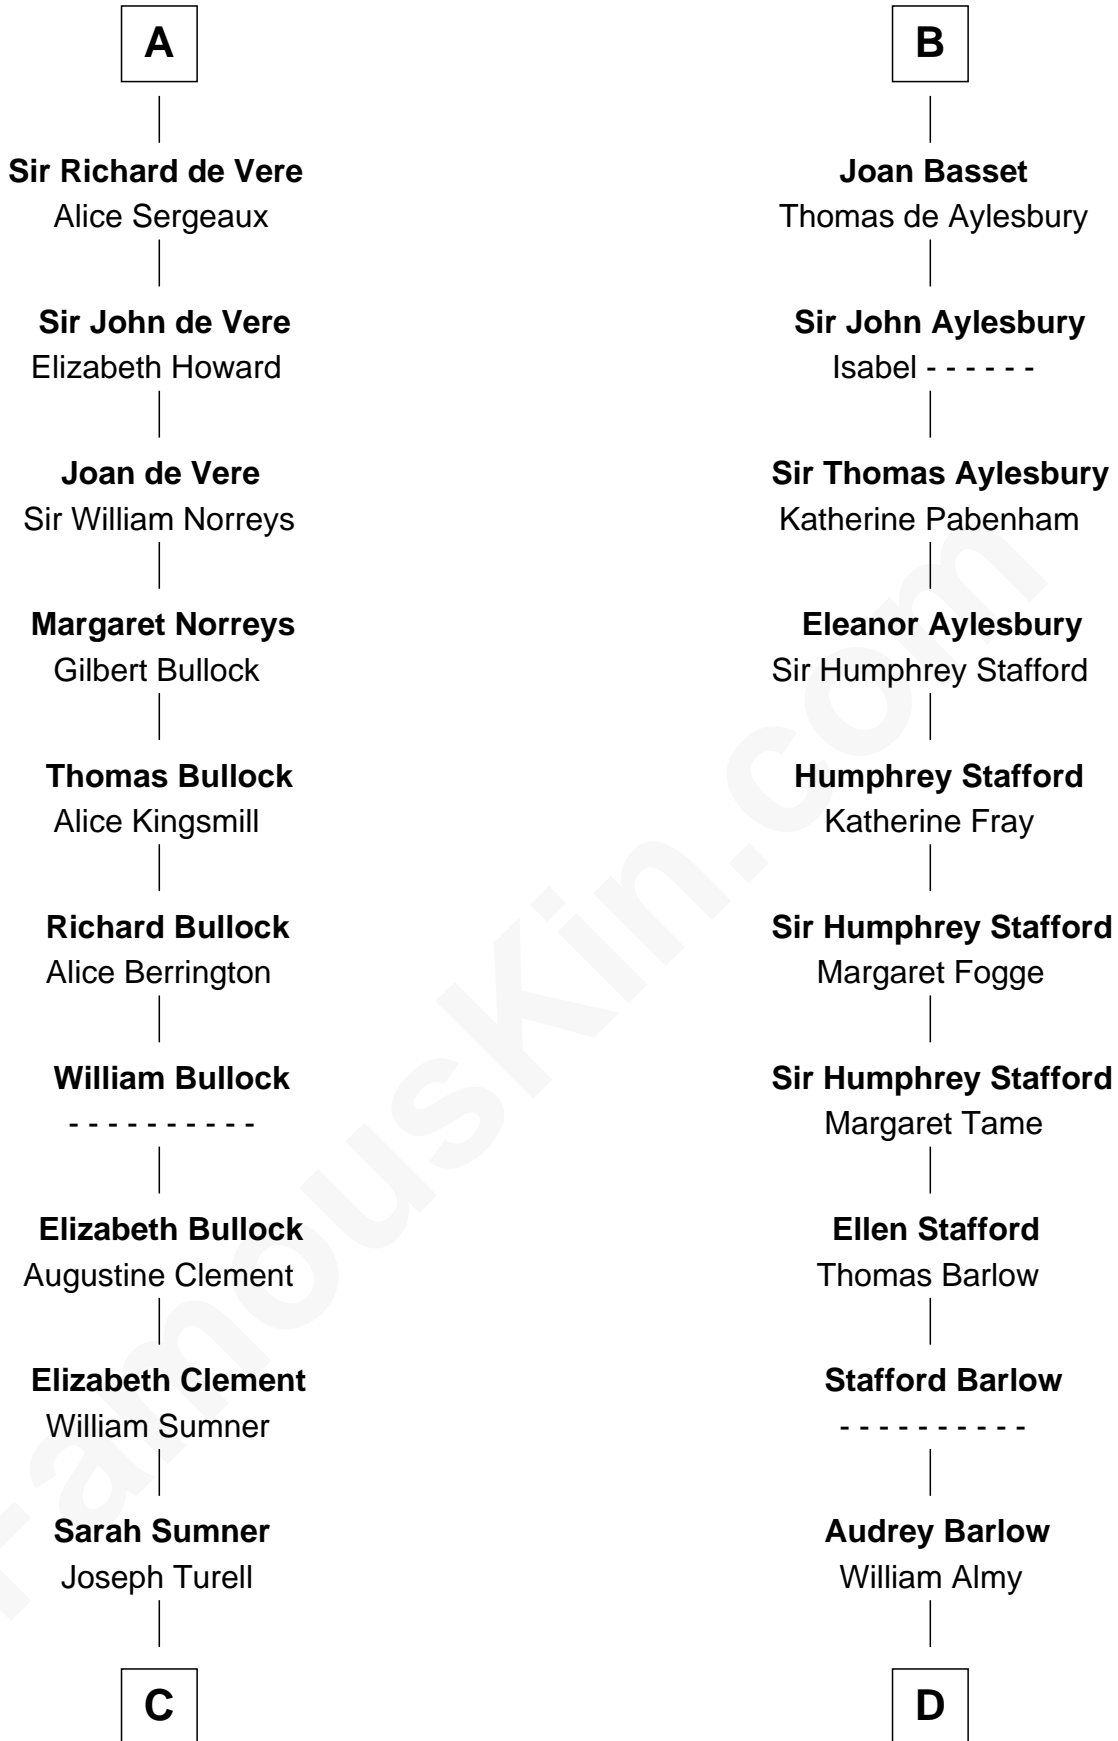 A
Sir Richard de Vere
Alice Sergeaux
Sir John de Vere
Elizabeth Howard
Joan de Vere
Sir William Norreys
Margaret Norreys
Gilbert Bullock
Thomas Bullock
Alice Kingsmill
Richard Bullock
Alice Berrington
William Bullock
- - - - - - - - - -
Elizabeth Bullock
Augustine Clement
Elizabeth Clement
William Sumner
Sarah Sumner
Joseph Turell
C
B
Joan Basset
Thomas de Aylesbury
Sir John Aylesbury
Isabel - - - - - -
Sir Thomas Aylesbury
Katherine Pabenham
Eleanor Aylesbury
Sir Humphrey Stafford
Humphrey Stafford
Katherine Fray
Sir Humphrey Stafford
Margaret Fogge
Sir Humphrey Stafford
Margaret Tame
Ellen Stafford
Thomas Barlow
Stafford Barlow
- - - - - - - - - -
Audrey Barlow
William Almy
D
FamousKin.com